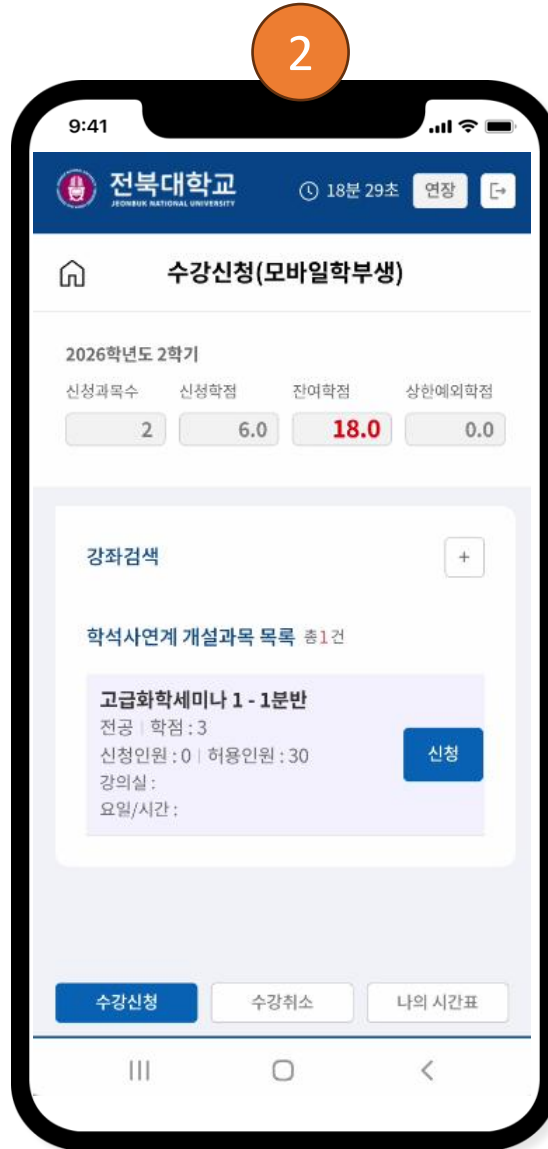 2
9:41
전북대학교
JEONBUK NATIONAL UNIVERSITY
18분 29초 연장
수강신청(모바일학부생)
2026학년도 2학기
신청과목수 신청학점 잔여학점 상한예외학점
2 6.0 18.0 0.0
강좌검색 +
학석사연계 개설과목 목록 총1건
고급화학세미나 1 - 1분반
전공 | 학점 : 3
신청인원 : 0 | 허용인원 : 30
신청
강의실 :
요일/시간 :
수강신청 수강취소 나의 시간표